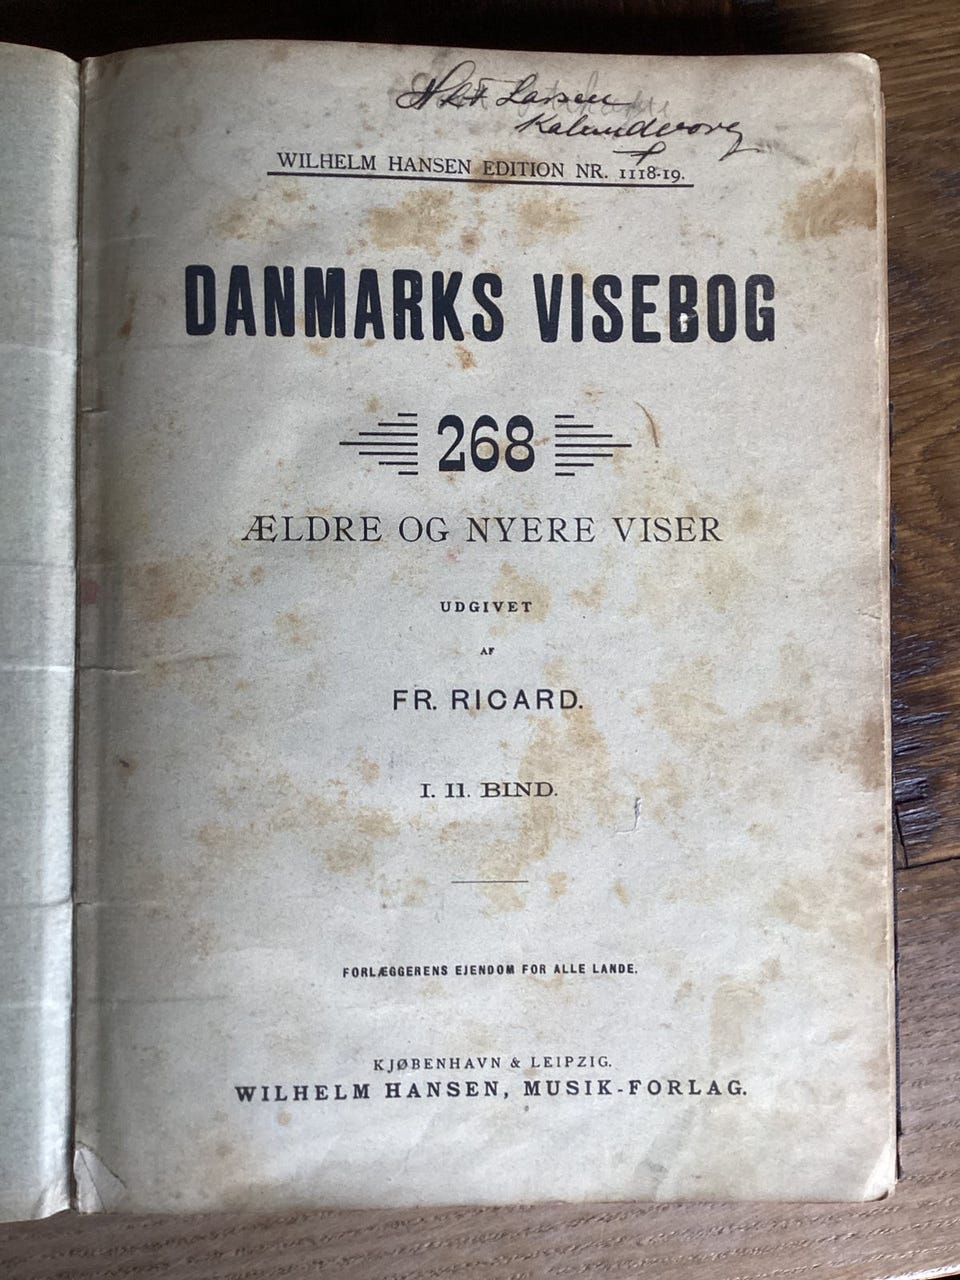 Larsen
Kalundborg
WILHELM HANSEN EDITION NR. 1118-19.
DANMARKS VISEBOG
268
ÆLDRE OG NYERE VISER
UDGIVET
AF
FR. RICARD.
I. II. BIND.
FORLÆGGERENS EJENDOM FOR ALLE LANDE.
KJØBENHAVN & LEIPZIG.
WILHELM HANSEN, MUSIK-FORLAG.